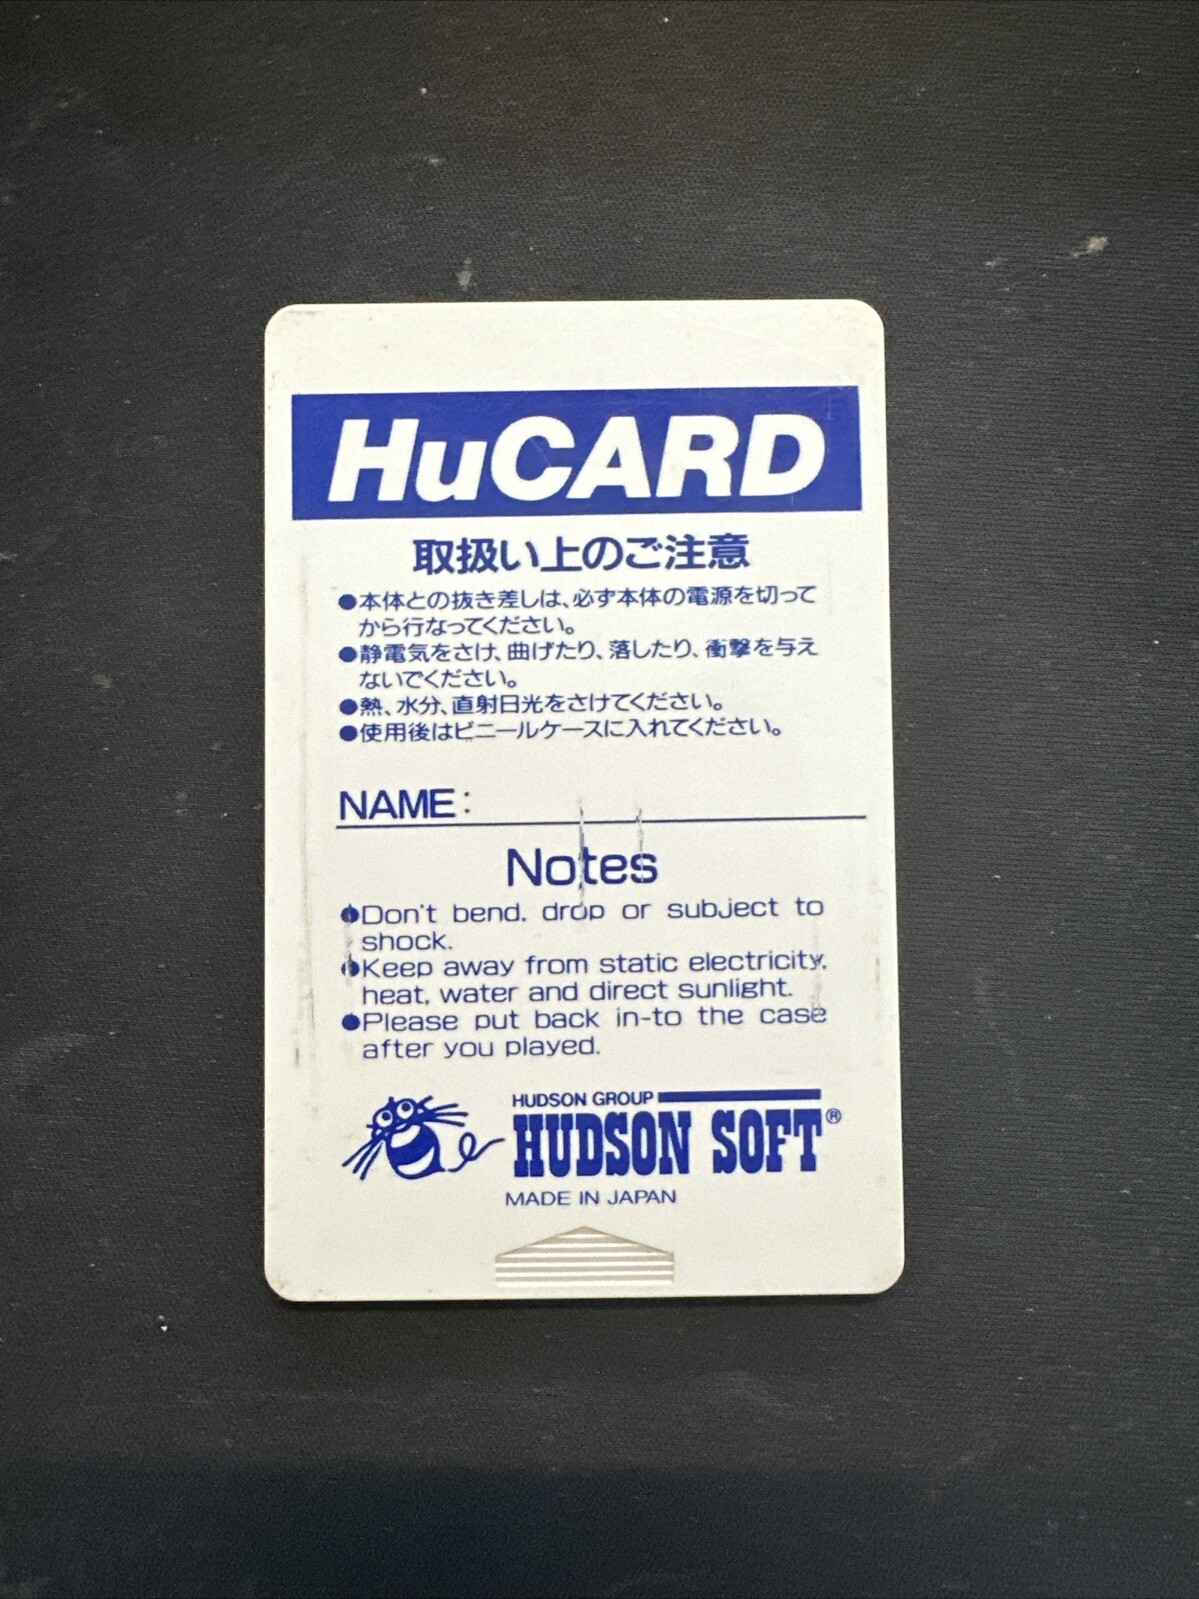 HuCARD
取扱い上のご注意
●本体との抜き差しは、必ず本体の電源を切って
から行なってください。
●静電気をさけ、曲げたり、落したり、衝撃を与え
ないでください。
●熱、水分、直射日光をさけてください。
●使用後はビニールケースに入れてください。
NAME:
Notes
●Don't bend, drop or subject to
shock.
●Keep away from static electricity,
heat, water and direct sunlight.
●Please put back in-to the case
after you played.
HUDSON GROUP
HUDSON SOFT®
MADE IN JAPAN